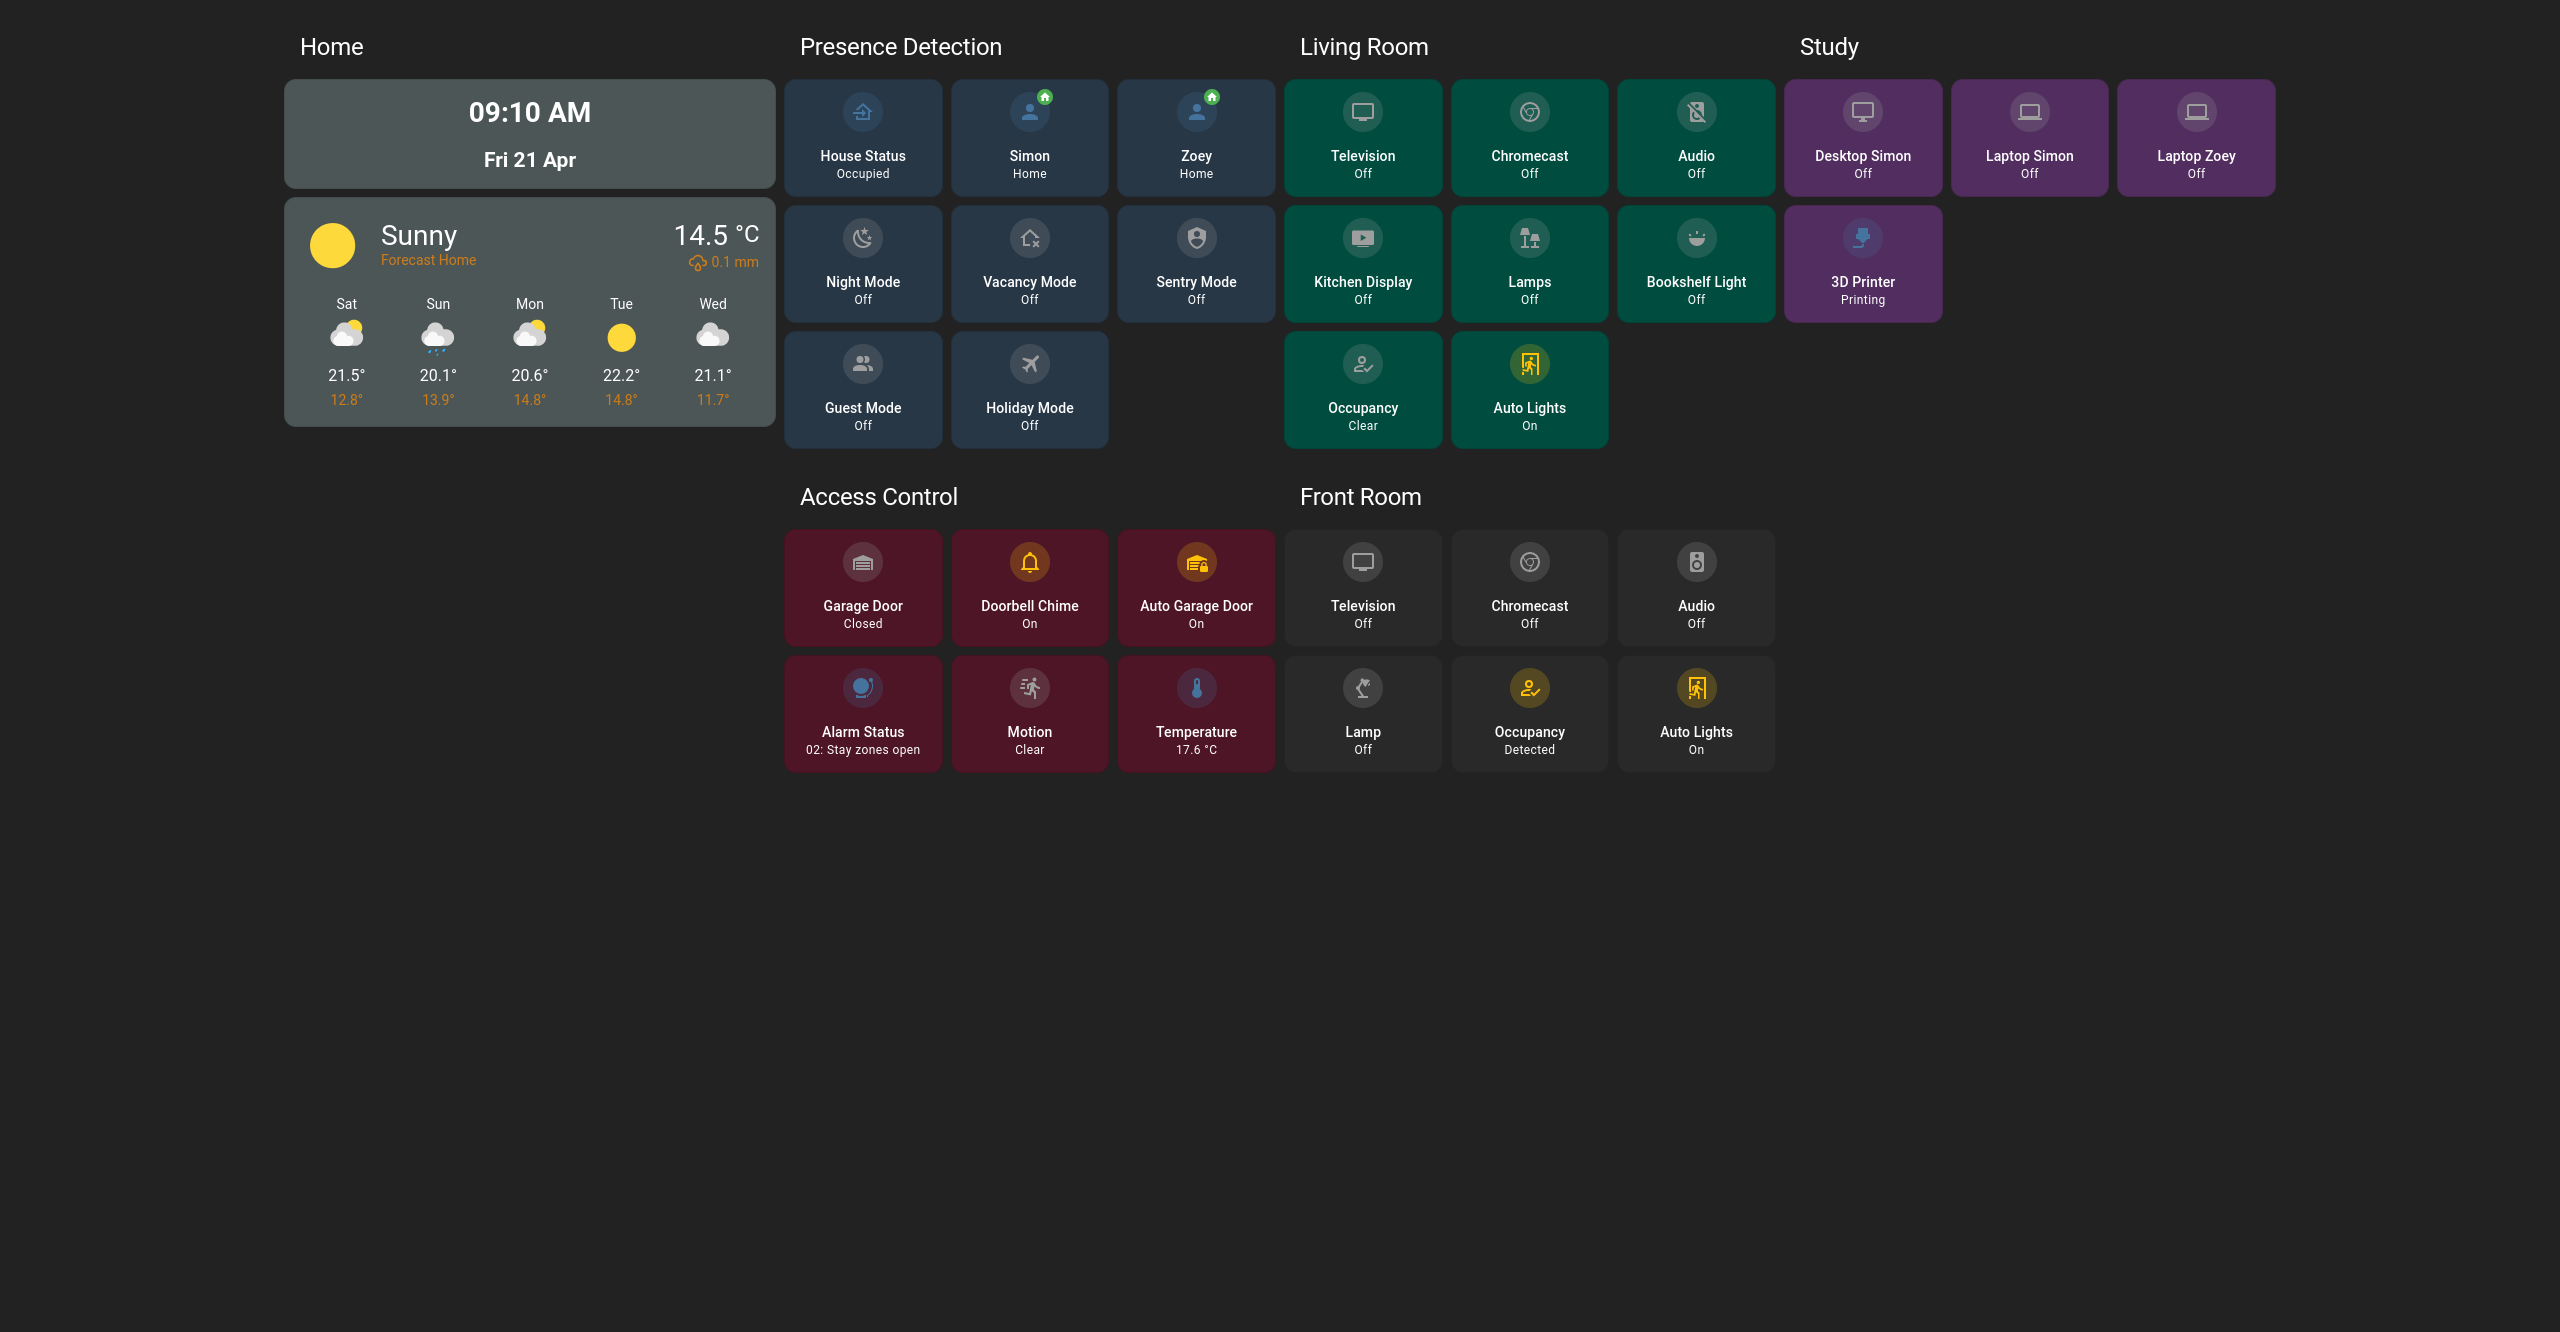 Home
09:10 AM
Fri 21 Apr
Sunny
14.5 °C
Forecast Home
0.1 mm
Sat Sun Mon Tue Wed
21.5° 20.1° 20.6° 22.2° 21.1°
12.8° 13.9° 14.8° 14.8° 11.7°
Presence Detection
House Status Simon Zoey
Occupied Home Home
Night Mode Vacancy Mode Sentry Mode
Off Off Off
Guest Mode Holiday Mode
Off Off
Access Control
Garage Door Doorbell Chime Auto Garage Door
Closed On On
Alarm Status Motion Temperature
02: Stay zones open Clear 17.6 °C
Living Room
Television Chromecast Audio
Off Off Off
Kitchen Display Lamps Bookshelf Light
Off Off Off
Occupancy Auto Lights
Clear On
Front Room
Television Chromecast Audio
Off Off Off
Lamp Occupancy Auto Lights
Off Detected On
Study
Desktop Simon Laptop Simon Laptop Zoey
Off Off Off
3D Printer
Printing